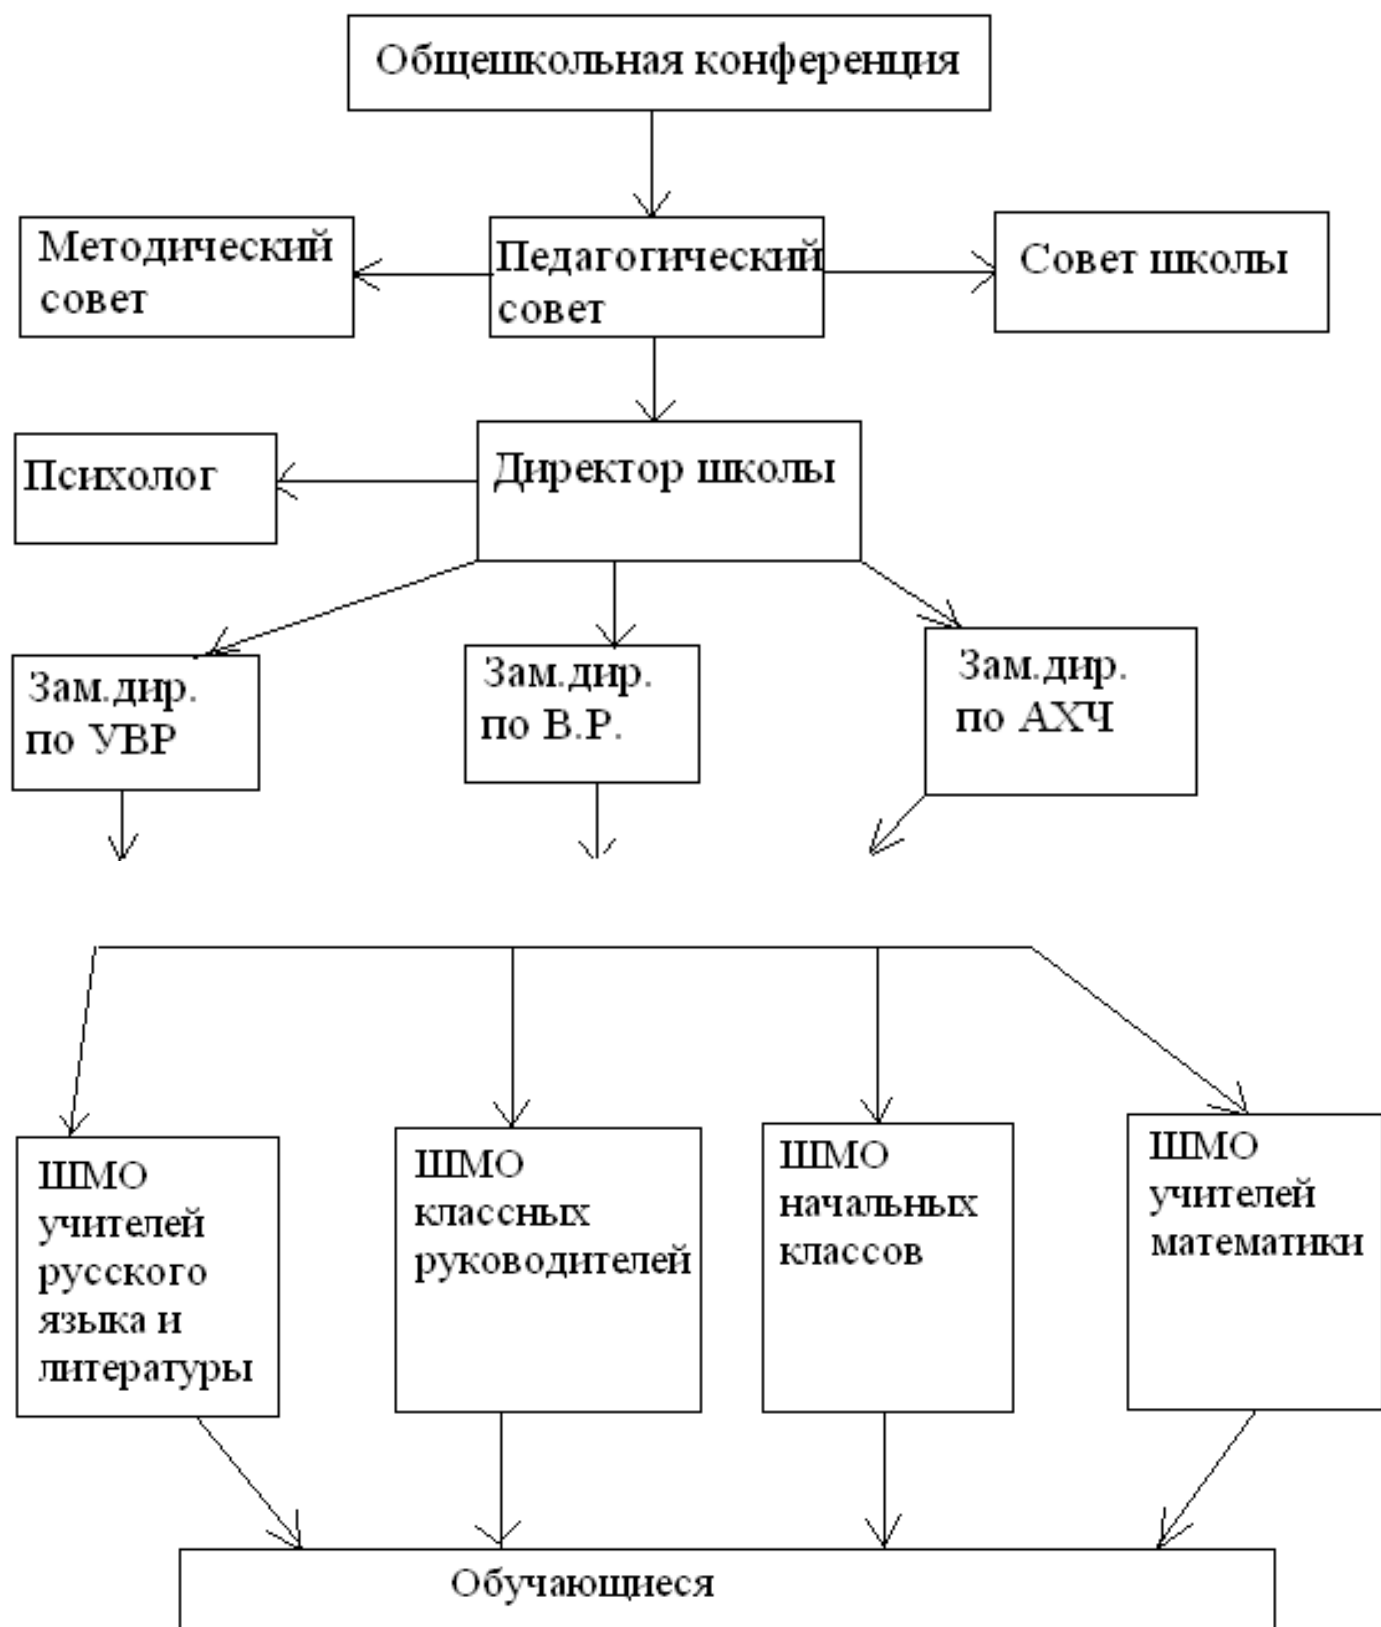 Общешкольная конференция
Методический
совет
Педагогический
совет
Совет школы
Психолог
Директор школы
Зам.дир.
по УВР
Зам.дир.
по В.Р.
Зам.дир.
по АХЧ
ШМО
учителей
русского
языка и
литературы
ШМО
классных
руководителей
ШМО
начальных
классов
ШМО
учителей
математики
Обучающиеся